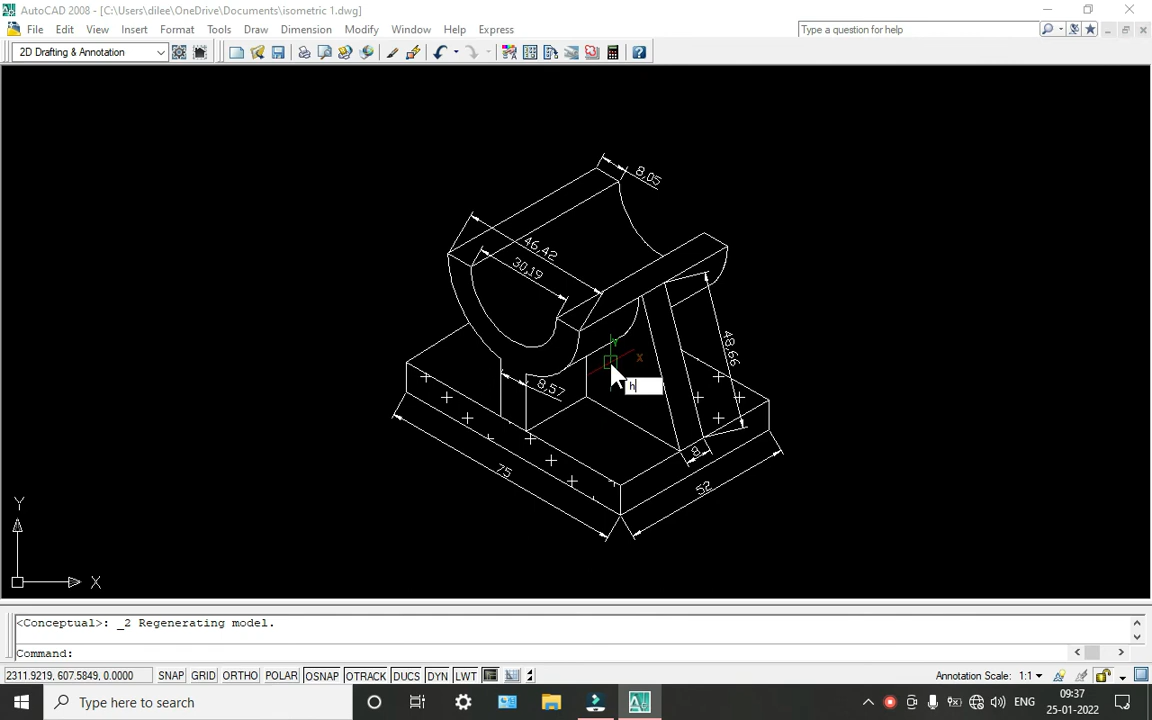 AutoCAD 2008 - [C:\Users\dilee\OneDrive\Documents\isometric 1.dwg]
File Edit View Insert Format Tools Draw Dimension Modify Window Help Express
Type a question for help
2D Drafting & Annotation
8,05
46,42
30,19
48,66
8,57
h
8
75
52
Y
X
Y
X
<Conceptual>: _2 Regenerating model.
Command:
2311.9219, 607.5849, 0.0000 SNAP GRID ORTHO POLAR OSNAP OTRACK DUCS DYN LWT
Annotation Scale: 1:1
Type here to search
ENG
09:37
25-01-2022